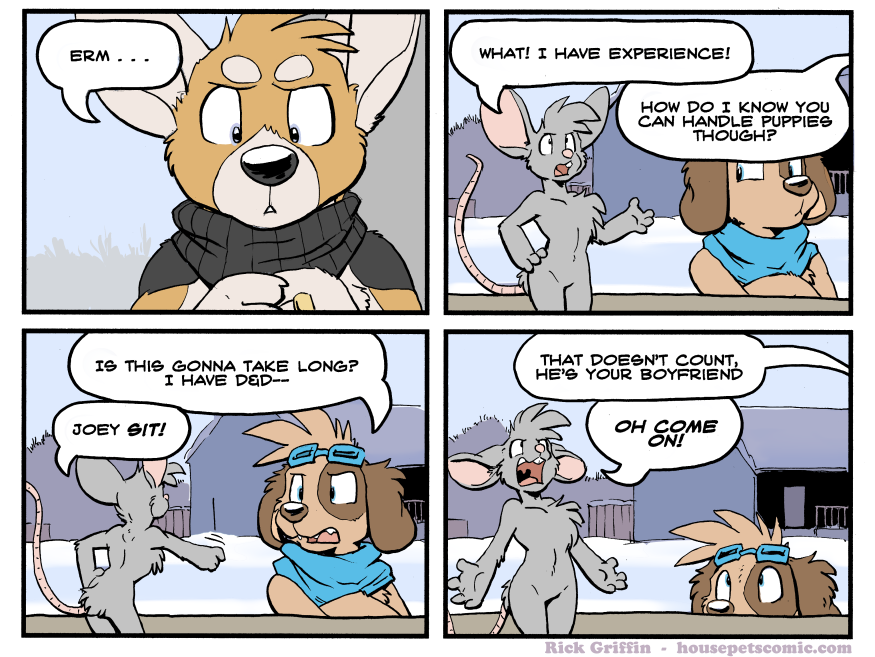 ERM . . .
WHAT! I HAVE EXPERIENCE!
HOW DO I KNOW YOU
CAN HANDLE PUPPIES
THOUGH?
IS THIS GONNA TAKE LONG?
I HAVE D&D--
JOEY SIT!
THAT DOESN'T COUNT,
HE'S YOUR BOYFRIEND
OH COME
ON!
Rick Griffin - housepetscomic.com